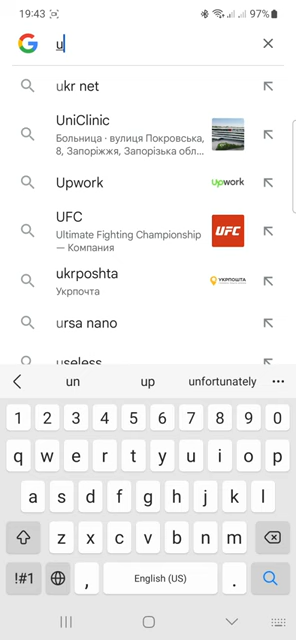 19:43 97%
u
ukr net
UniClinic
Больница · вулиця Покровська,
8, Запоріжжя, Запорізька обл...
Upwork
upwork
UFC
Ultimate Fighting Championship
— Компания
UFC
ukrposhta
Укрпочта
УКРПОШТА
ursa nano
useless
un up unfortunately
1 2 3 4 5 6 7 8 9 0
q w e r t y u i o p
a s d f g h j k l
z x c v b n m
!#1 , English (US) .